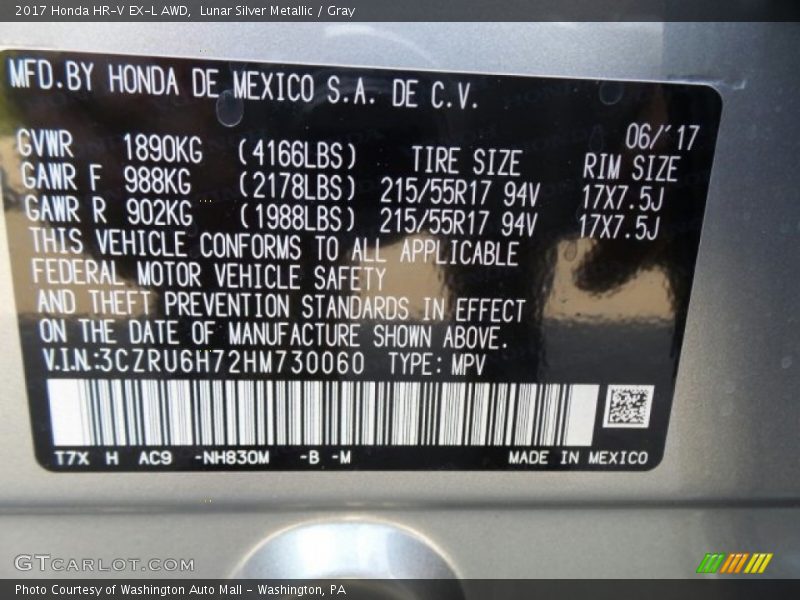 2017 Honda HR-V EX-L AWD, Lunar Silver Metallic / Gray
MFD.BY HONDA DE MEXICO S.A. DE C.V.
06/'17
GVWR 1890KG (4166LBS) TIRE SIZE RIM SIZE
GAWR F 988KG (2178LBS) 215/55R17 94V 17X7.5J
GAWR R 902KG (1988LBS) 215/55R17 94V 17X7.5J
THIS VEHICLE CONFORMS TO ALL APPLICABLE
FEDERAL MOTOR VEHICLE SAFETY
AND THEFT PREVENTION STANDARDS IN EFFECT
ON THE DATE OF MANUFACTURE SHOWN ABOVE.
V.I.N.:3CZRU6H72HM730060 TYPE: MPV
T7X H AC9 -NH830M -B -M MADE IN MEXICO
GTCARLOT.COM
Photo Courtesy of Washington Auto Mall - Washington, PA